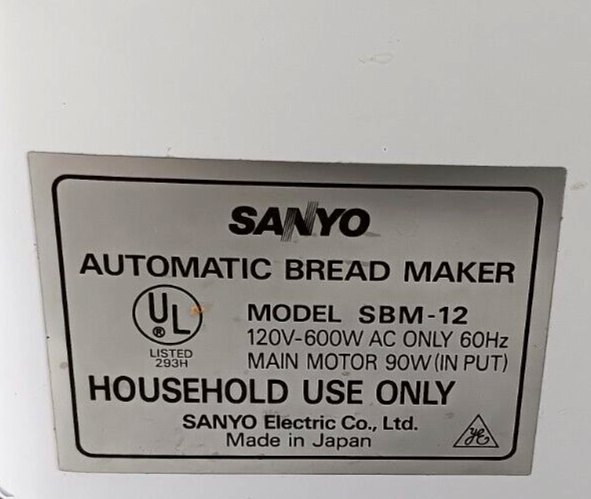 SANYO
AUTOMATIC BREAD MAKER
UL
®
LISTED
293H
MODEL SBM-12
120V-600W AC ONLY 60Hz
MAIN MOTOR 90W(IN PUT)
HOUSEHOLD USE ONLY
SANYO Electric Co., Ltd.
Made in Japan